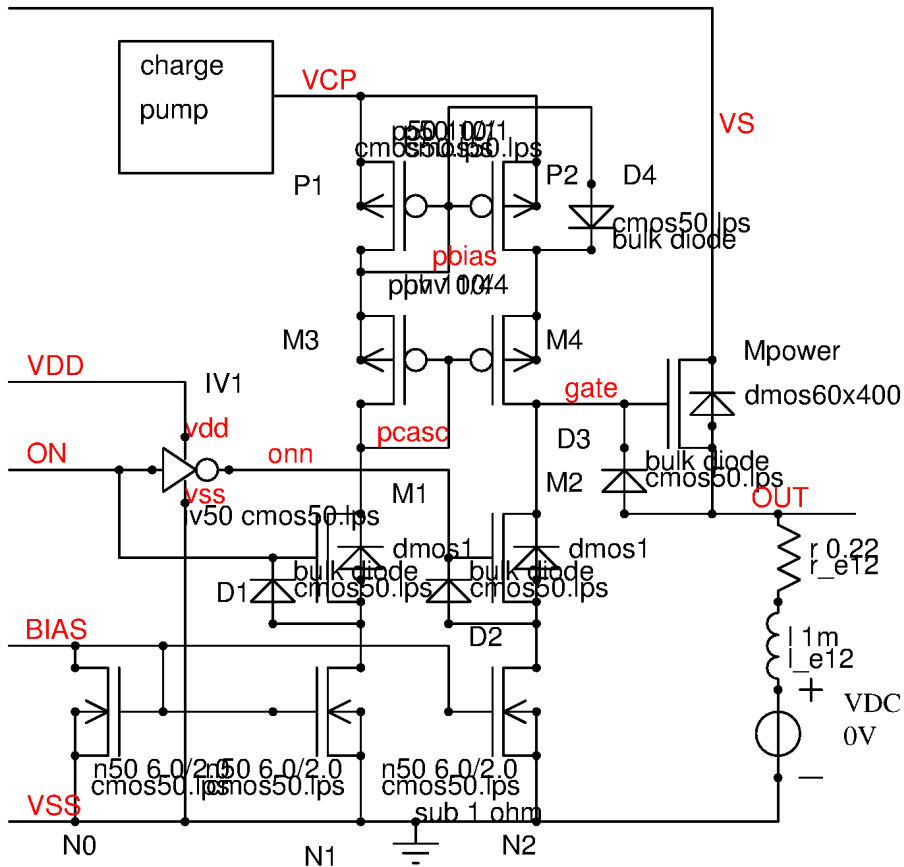 charge
pump
VCP
VS
cmos50.lps
P1
P2
D4
cmos50.lps
bulk diode
pbias
M3
M4
Mpower
dmos60x400
VDD
IV1
gate
vdd
pcasc
D3
bulk diode
cmos50.lps
ON
onn
vss
M1
M2
OUT
iv50 cmos50.lps
dmos1
dmos1
r 0.22
r_e12
D1
bulk diode
cmos50.lps
bulk diode
cmos50.lps
BIAS
D2
l 1m
l_e12
+
VDC
0V
n50 6.0/2.0
cmos50.lps
n50 6.0/2.0
cmos50.lps
n50 6.0/2.0
cmos50.lps
VSS
sub 1 ohm
N0
N1
N2